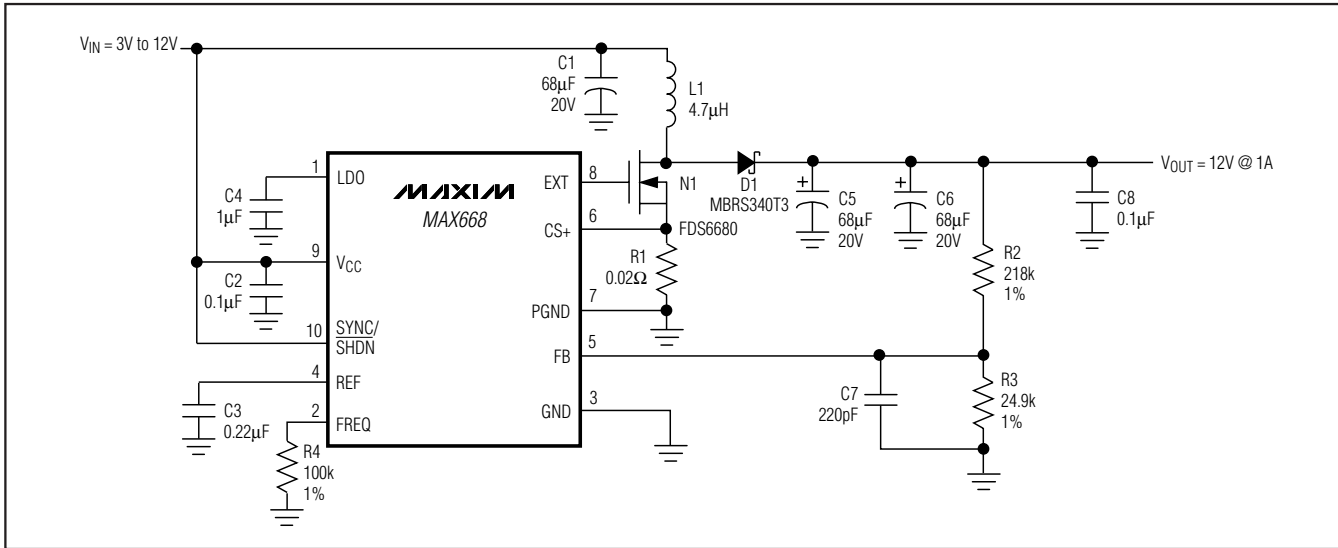 V_IN = 3V to 12V
C1
68µF
20V
L1
4.7µH
1
LDO
MAXIM
MAX668
EXT
8
N1
FDS6680
D1
MBRS340T3
+
C5
68µF
20V
+
C6
68µF
20V
V_OUT = 12V @ 1A
C8
0.1µF
C4
1µF
CS+
6
R1
0.02Ω
R2
218k
1%
9
V_CC
C2
0.1µF
PGND
7
10
SYNC/
SHDN
FB
5
4
REF
C3
0.22µF
C7
220pF
R3
24.9k
1%
2
FREQ
GND
3
R4
100k
1%